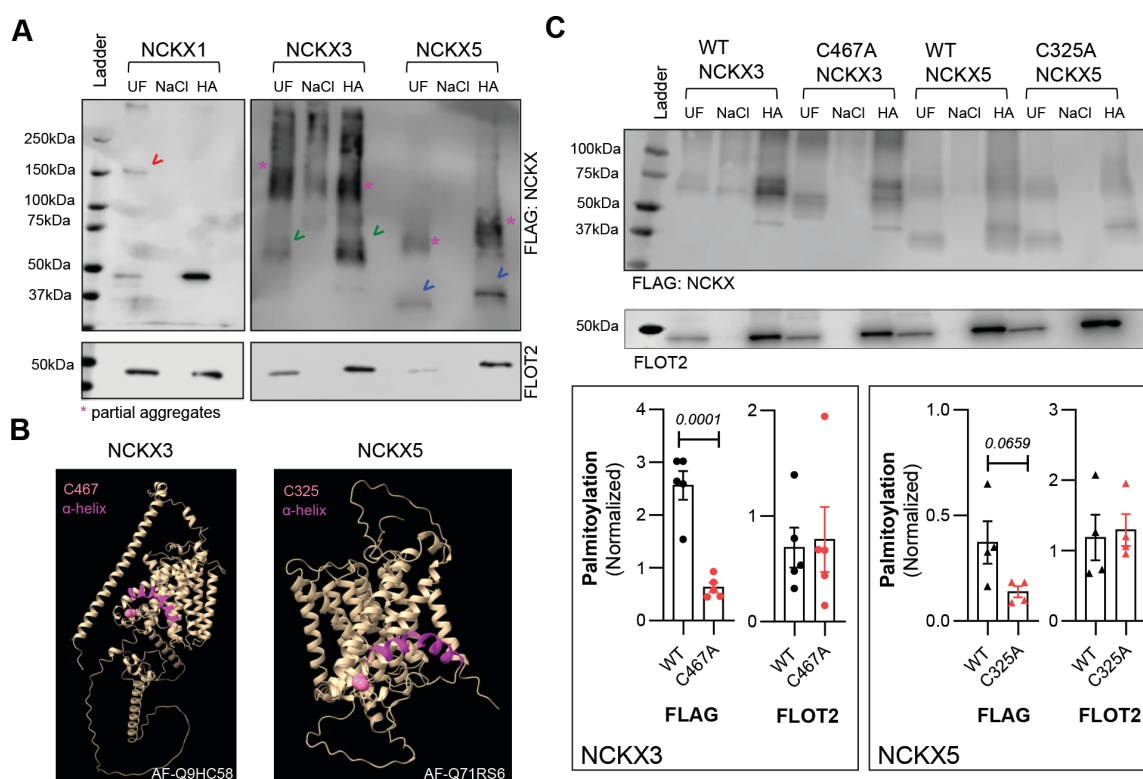 A
Ladder
NCKX1 NCKX3 NCKX5
UF NaCl HA UF NaCl HA UF NaCl HA
250kDa
150kDa
100kDa
75kDa
50kDa
37kDa
FLAG: NCKX
50kDa
FLOT2
* partial aggregates
B
NCKX3 NCKX5
C467
α-helix
AF-Q9HC58
C325
α-helix
AF-Q71RS6
C
Ladder
WT NCKX3
C467A NCKX3
WT NCKX5
C325A NCKX5
UF NaCl HA UF NaCl HA UF NaCl HA UF NaCl HA
100kDa
75kDa
50kDa
37kDa
FLAG: NCKX
50kDa
FLOT2
Palmitoylation
(Normalized)
4
3
2
1
0
0.0001
WT
C467A
FLAG
2
1
0
WT
C467A
FLOT2
NCKX3
Palmitoylation
(Normalized)
1.0
0.5
0.0
0.0659
WT
C325A
FLAG
3
2
1
0
WT
C325A
FLOT2
NCKX5